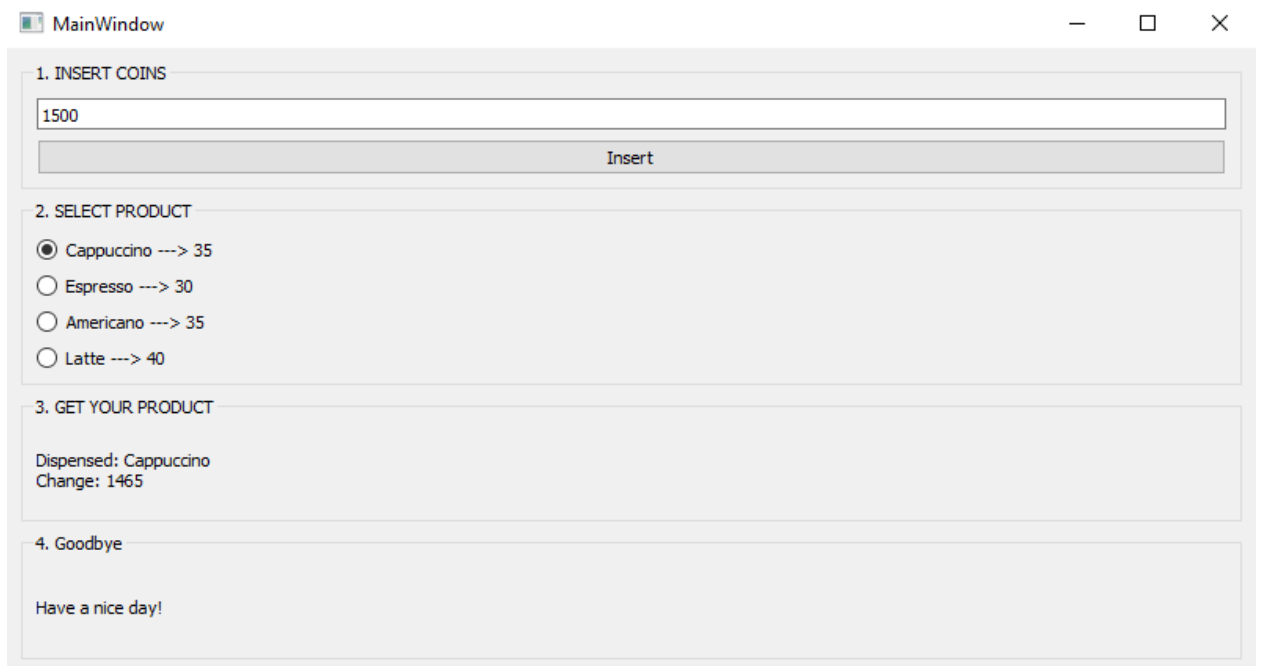 MainWindow
1. INSERT COINS
1500
Insert
2. SELECT PRODUCT
Cappuccino ---> 35
Espresso ---> 30
Americano ---> 35
Latte ---> 40
3. GET YOUR PRODUCT
Dispensed: Cappuccino
Change: 1465
4. Goodbye
Have a nice day!